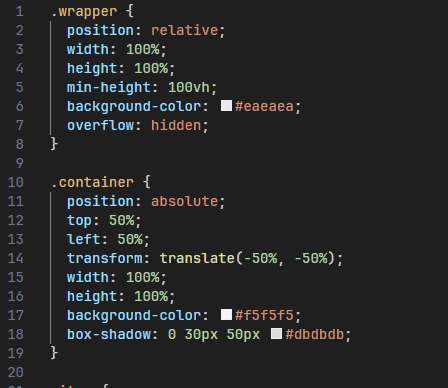 1 .wrapper {
2 position: relative;
3 width: 100%;
4 height: 100%;
5 min-height: 100vh;
6 background-color: #eaeaea;
7 overflow: hidden;
8 }
9
10 .container {
11 position: absolute;
12 top: 50%;
13 left: 50%;
14 transform: translate(-50%, -50%);
15 width: 100%;
16 height: 100%;
17 background-color: #f5f5f5;
18 box-shadow: 0 30px 50px #dbdbdb;
19 }
20